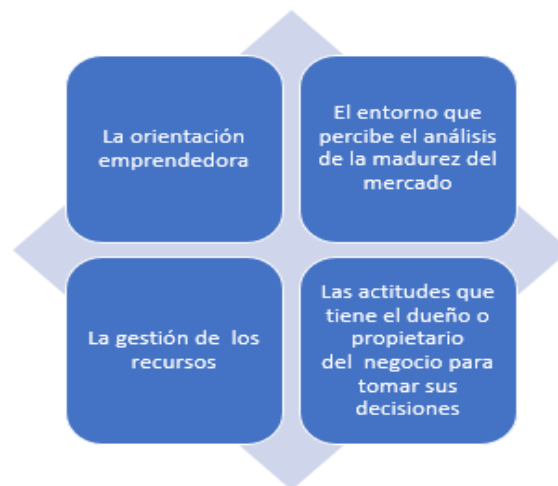 La orientación
emprendedora
El entorno que
percibe el análisis
de la madurez del
mercado
La gestión de los
recursos
Las actitudes que
tiene el dueño o
propietario
del negocio para
tomar sus
decisiones